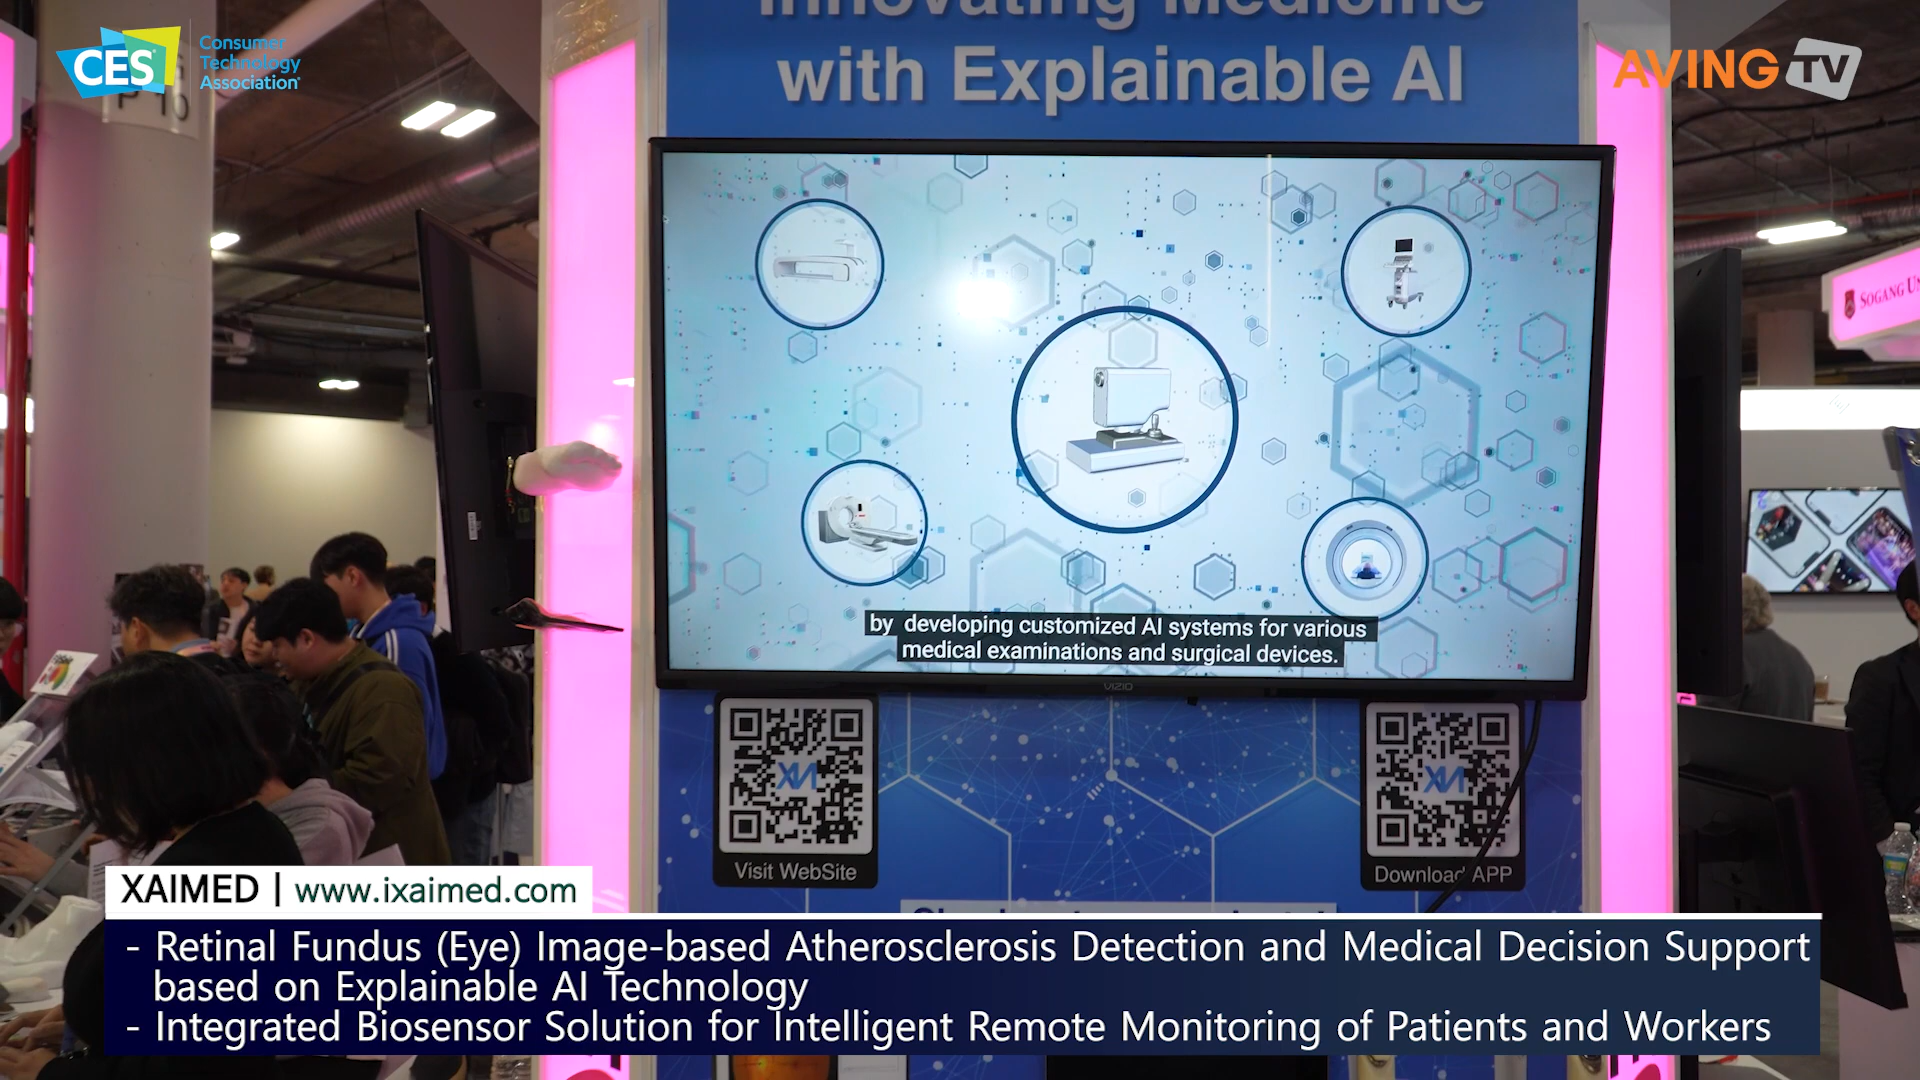 CES
Consumer
Technology
Association
Innovating Medicine
with Explainable AI
AVING TV
SOGANG
by developing customized AI systems for various
medical examinations and surgical devices.
VIZIO
Visit WebSite
Download APP
XAIMED | www.ixaimed.com
- Retinal Fundus (Eye) Image-based Atherosclerosis Detection and Medical Decision Support
based on Explainable AI Technology
- Integrated Biosensor Solution for Intelligent Remote Monitoring of Patients and Workers